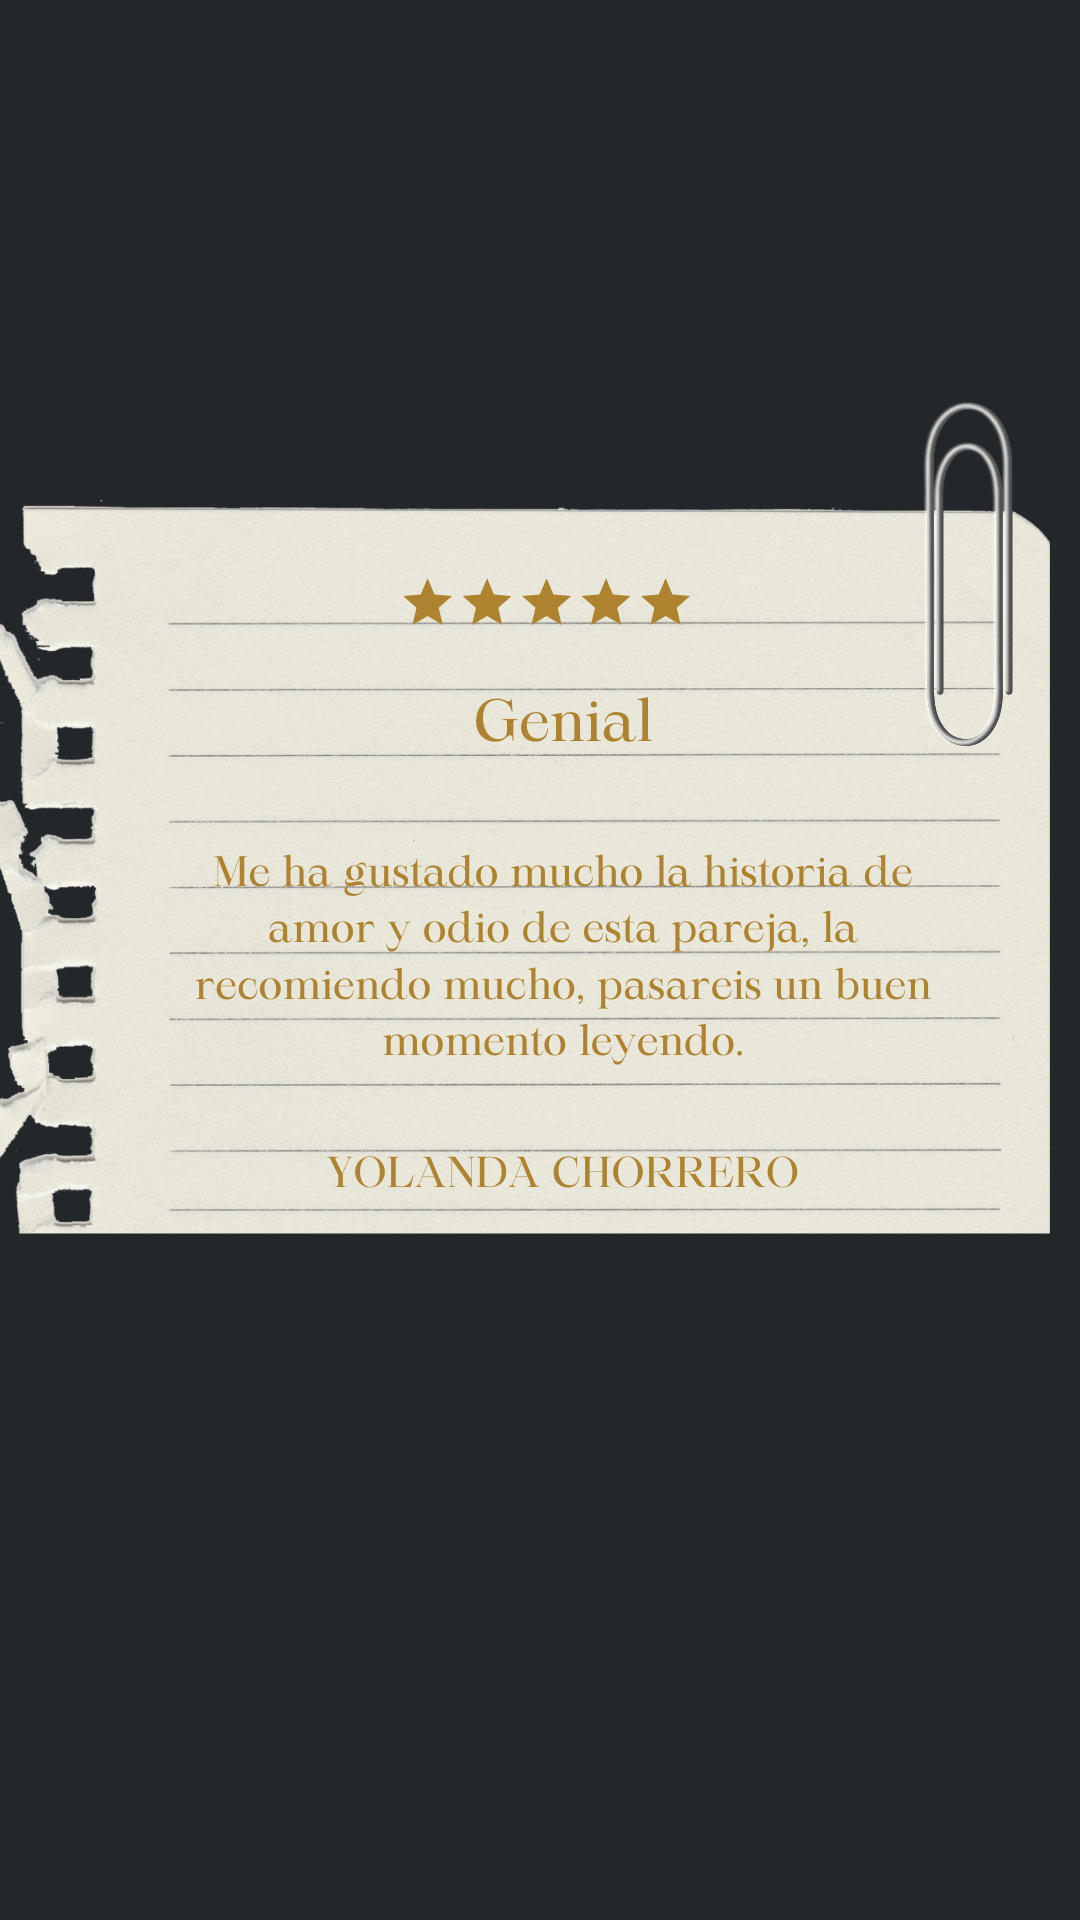 Genial
Me ha gustado mucho la historia de
amor y odio de esta pareja, la
recomiendo mucho, pasareis un buen
momento leyendo.
YOLANDA CHORRERO